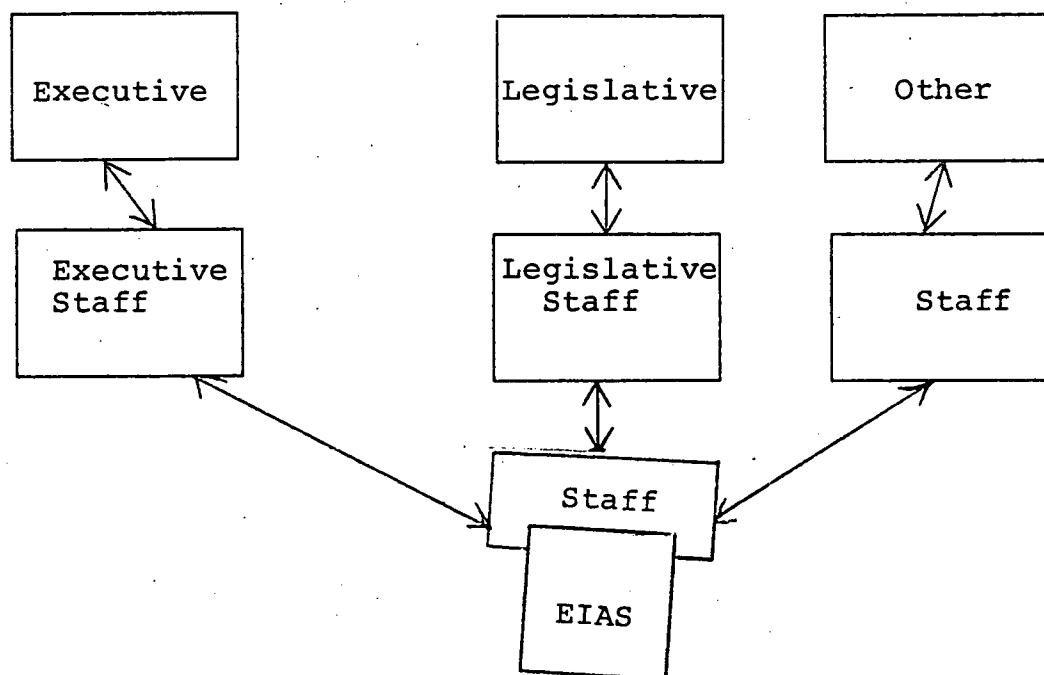 Executive
Legislative
Other
Executive
Staff
Legislative
Staff
Staff
Staff
EIAS